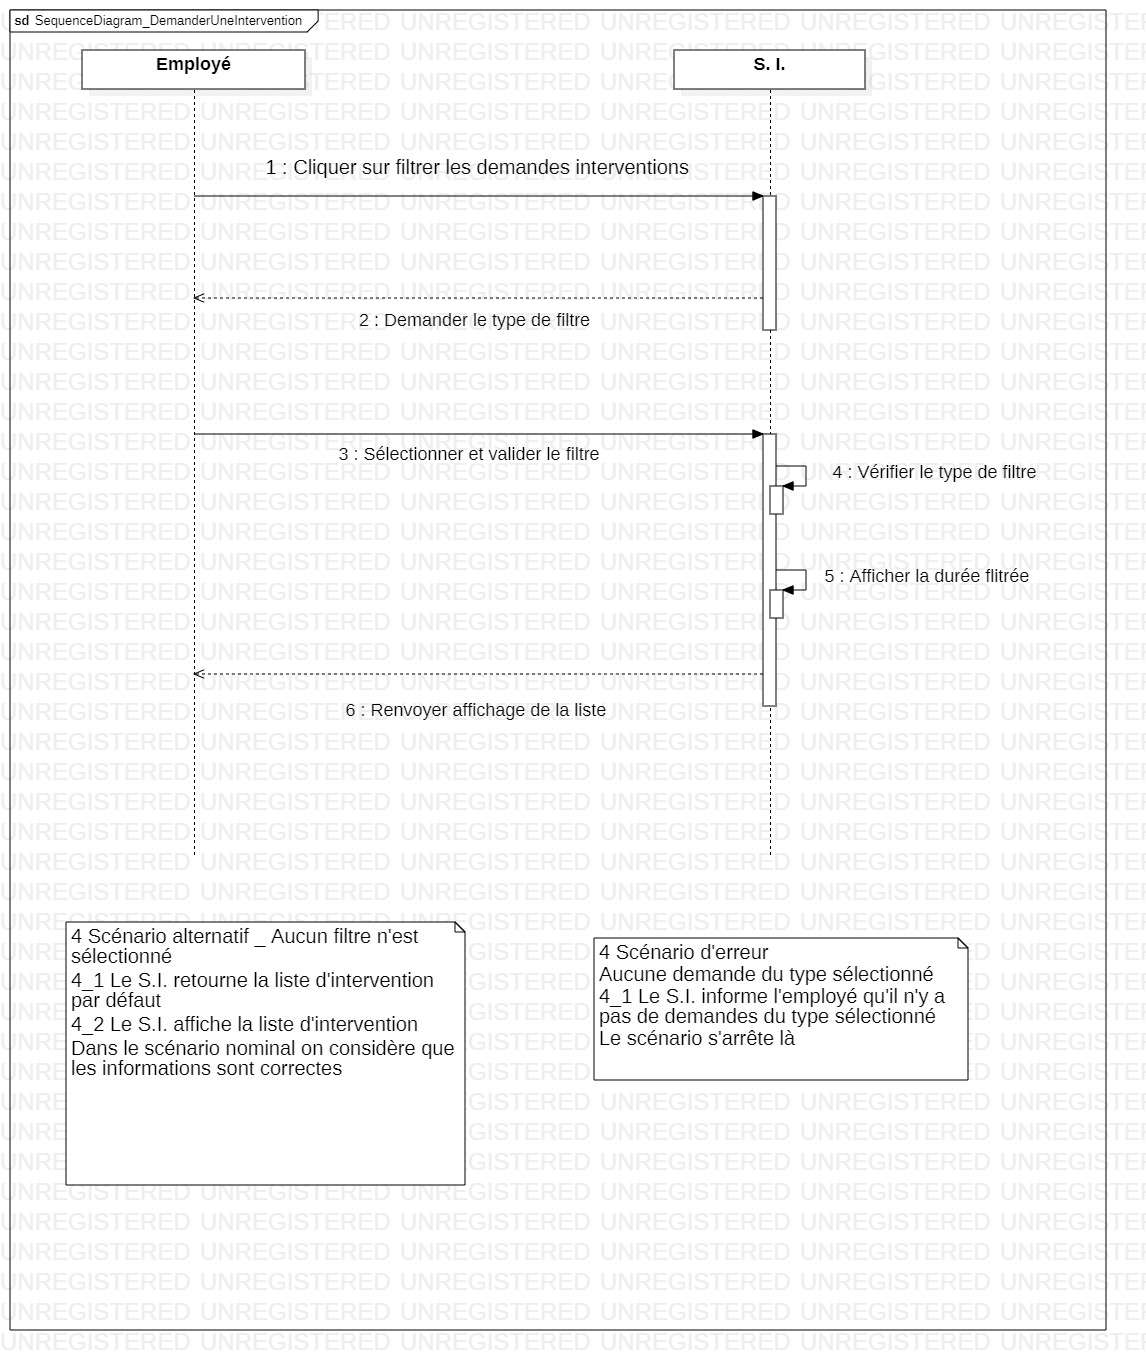 sd SequenceDiagram_DemanderUneIntervention
Employé
S. I.
1 : Cliquer sur filtrer les demandes interventions
2 : Demander le type de filtre
3 : Sélectionner et valider le filtre
4 : Vérifier le type de filtre
5 : Afficher la durée flitrée
6 : Renvoyer affichage de la liste
4 Scénario alternatif _ Aucun filtre n'est
sélectionné
4_1 Le S.I. retourne la liste d'intervention
par défaut
4_2 Le S.I. affiche la liste d'intervention
Dans le scénario nominal on considère que
les informations sont correctes
4 Scénario d'erreur
Aucune demande du type sélectionné
4_1 Le S.I. informe l'employé qu'il n'y a
pas de demandes du type sélectionné
Le scénario s'arrête là
UNREGISTERED